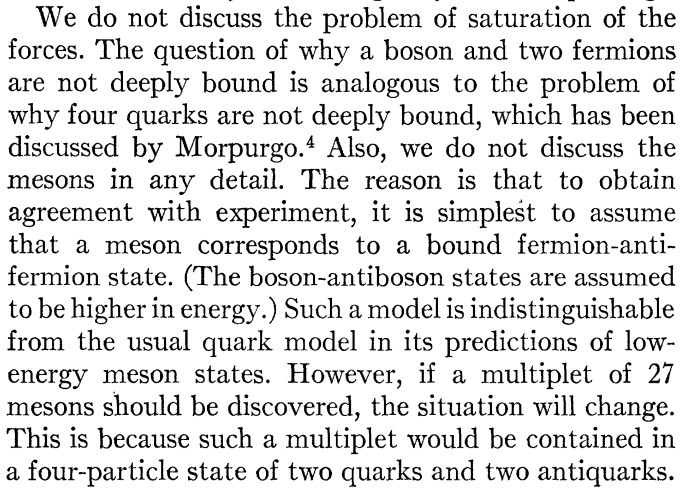 We do not discuss the problem of saturation of the
forces. The question of why a boson and two fermions
are not deeply bound is analogous to the problem of
why four quarks are not deeply bound, which has been
discussed by Morpurgo.⁴ Also, we do not discuss the
mesons in any detail. The reason is that to obtain
agreement with experiment, it is simplest to assume
that a meson corresponds to a bound fermion-anti-
fermion state. (The boson-antiboson states are assumed
to be higher in energy.) Such a model is indistinguishable
from the usual quark model in its predictions of low-
energy meson states. However, if a multiplet of 27
mesons should be discovered, the situation will change.
This is because such a multiplet would be contained in
a four-particle state of two quarks and two antiquarks.